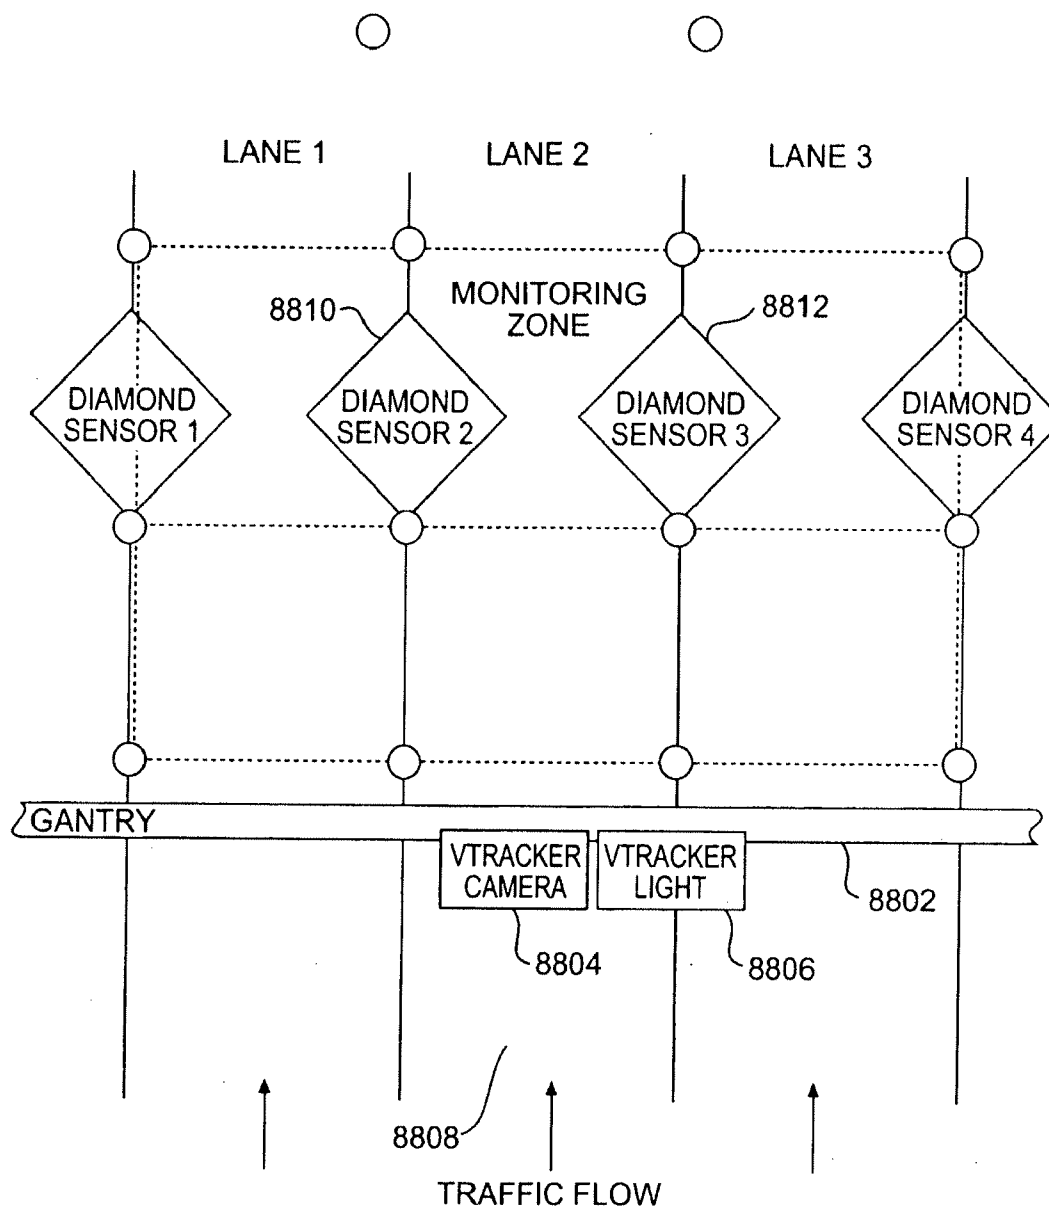 LANE 1
LANE 2
LANE 3
MONITORING
ZONE
8810
8812
DIAMOND
SENSOR 1
DIAMOND
SENSOR 2
DIAMOND
SENSOR 3
DIAMOND
SENSOR 4
GANTRY
VTRACKER
CAMERA
VTRACKER
LIGHT
8802
8804
8806
8808
TRAFFIC FLOW